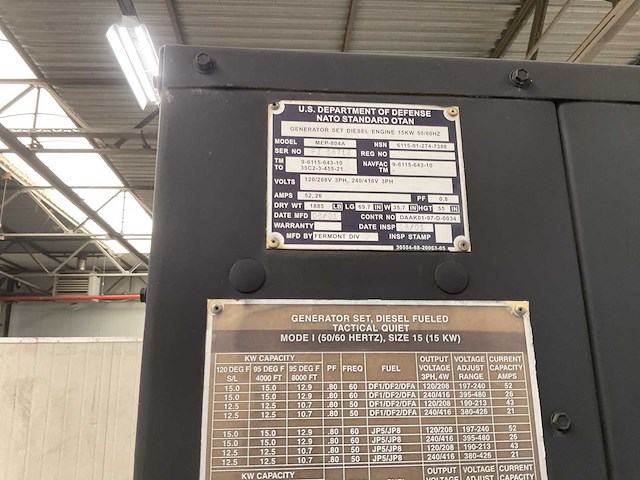 U.S. DEPARTMENT OF DEFENSE
NATO STANDARD OTAN
GENERATOR SET DIESEL ENGINE 15KW 50/60HZ
MODEL MEP-804A NSN 6115-01-274-7388
SER NO REG NO
TM 9-6115-643-10 NAVFAC 9-6115-643-10
TO 35C2-3-455-21 TM -
VOLTS 120/208V 3PH, 240/416V 3PH
AMPS 52, 26 PF 0.8
DRY WT 1885 LB LG 69.7 IN W 35.7 IN HGT 55 IN
DATE MFD CONTR NO DAAK01-97-D-0034
WARRANTY DATE INSP
MFD BY FERMONT DIV INSP STAMP
30554-88-20063-05
GENERATOR SET, DIESEL FUELED
TACTICAL QUIET
MODE I (50/60 HERTZ), SIZE 15 (15 KW)
KW CAPACITY OUTPUT VOLTAGE CURRENT
120 DEG F 95 DEG F 95 DEG F PF FREQ FUEL VOLTAGE ADJUST CAPACITY
S/L 4000 FT 8000 FT 3PH, 4W RANGE AMPS
15.0 15.0 12.9 .80 60 DF1/DF2/DFA 120/208 197-240 52
15.0 15.0 12.9 .80 60 DF1/DF2/DFA 240/416 395-480 26
12.5 12.5 10.7 .80 50 DF1/DF2/DFA 120/208 190-213 43
12.5 12.5 10.7 .80 50 DF1/DF2/DFA 240/416 380-426 21
15.0 15.0 12.9 .80 60 JP5/JP8 120/208 197-240 52
15.0 15.0 12.9 .80 60 JP5/JP8 240/416 395-480 26
12.5 12.5 10.7 .80 50 JP5/JP8 120/208 190-213 43
12.5 12.5 10.7 .80 50 JP5/JP8 240/416 380-426 21
KW CAPACITY OUTPUT VOLTAGE CURRENT
VOLTAGE ADJUST CAPACITY